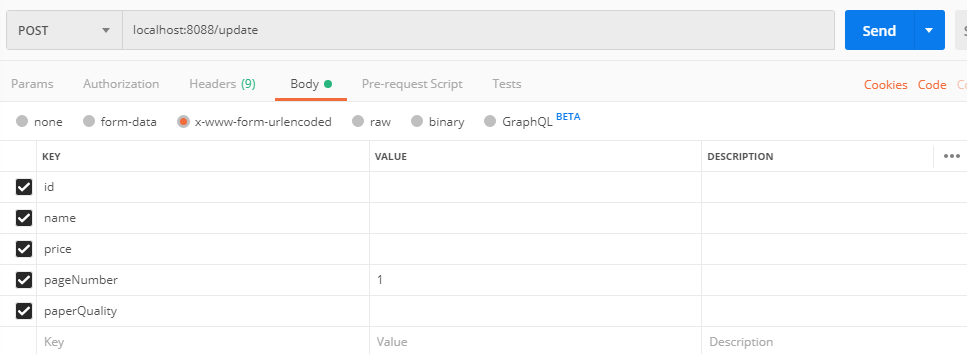 POST localhost:8088/update Send
Params Authorization Headers (9) Body Pre-request Script Tests Cookies Code
none form-data x-www-form-urlencoded raw binary GraphQL BETA
KEY VALUE DESCRIPTION
id
name
price
pageNumber 1
paperQuality
Key Value Description